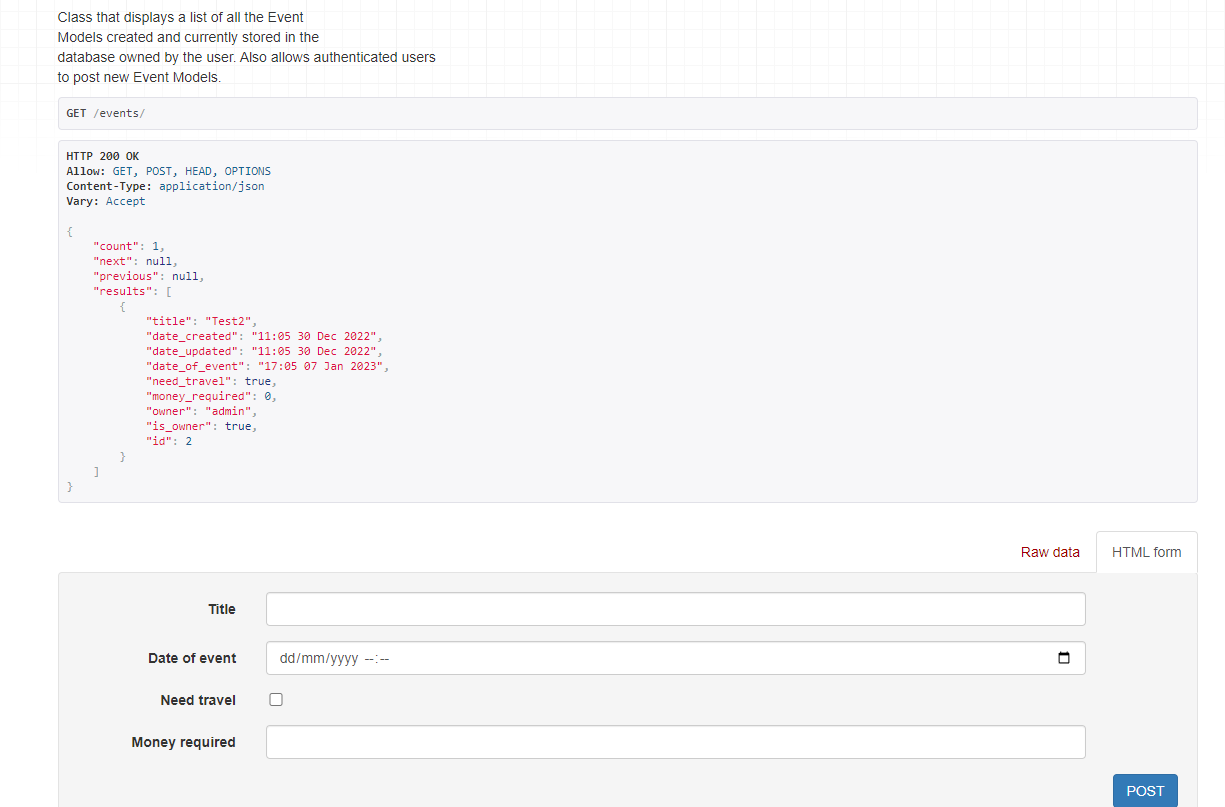 Class that displays a list of all the Event
Models created and currently stored in the
database owned by the user. Also allows authenticated users
to post new Event Models.
GET /events/
HTTP 200 OK
Allow: GET, POST, HEAD, OPTIONS
Content-Type: application/json
Vary: Accept
{
    "count": 1,
    "next": null,
    "previous": null,
    "results": [
        {
            "title": "Test2",
            "date_created": "11:05 30 Dec 2022",
            "date_updated": "11:05 30 Dec 2022",
            "date_of_event": "17:05 07 Jan 2023",
            "need_travel": true,
            "money_required": 0,
            "owner": "admin",
            "is_owner": true,
            "id": 2
        }
    ]
}
Raw data HTML form
Title
Date of event dd/mm/yyyy --:--
Need travel
Money required
POST